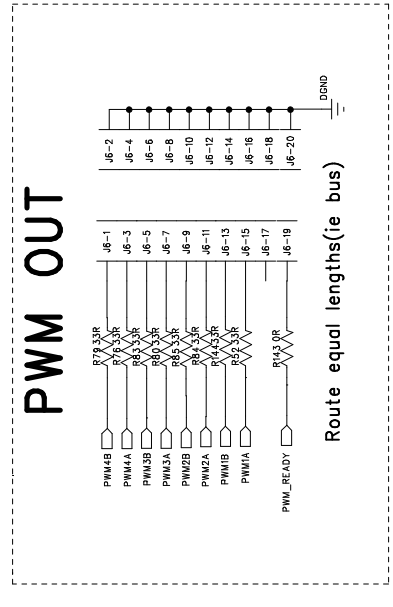 PWM OUT
DGND
J6-2
J6-4
J6-6
J6-8
J6-10
J6-12
J6-14
J6-16
J6-18
J6-20
J6-1
J6-3
J6-5
J6-7
J6-9
J6-11
J6-13
J6-15
J6-17
J6-19
R79 33R
R76 33R
R83 33R
R80 33R
R85 33R
R84 33R
R144 33R
R52 33R
R143 0R
PWM4B
PWM4A
PWM3B
PWM3A
PWM2B
PWM2A
PWM1B
PWM1A
PWM_READY
Route equal lengths(ie bus)